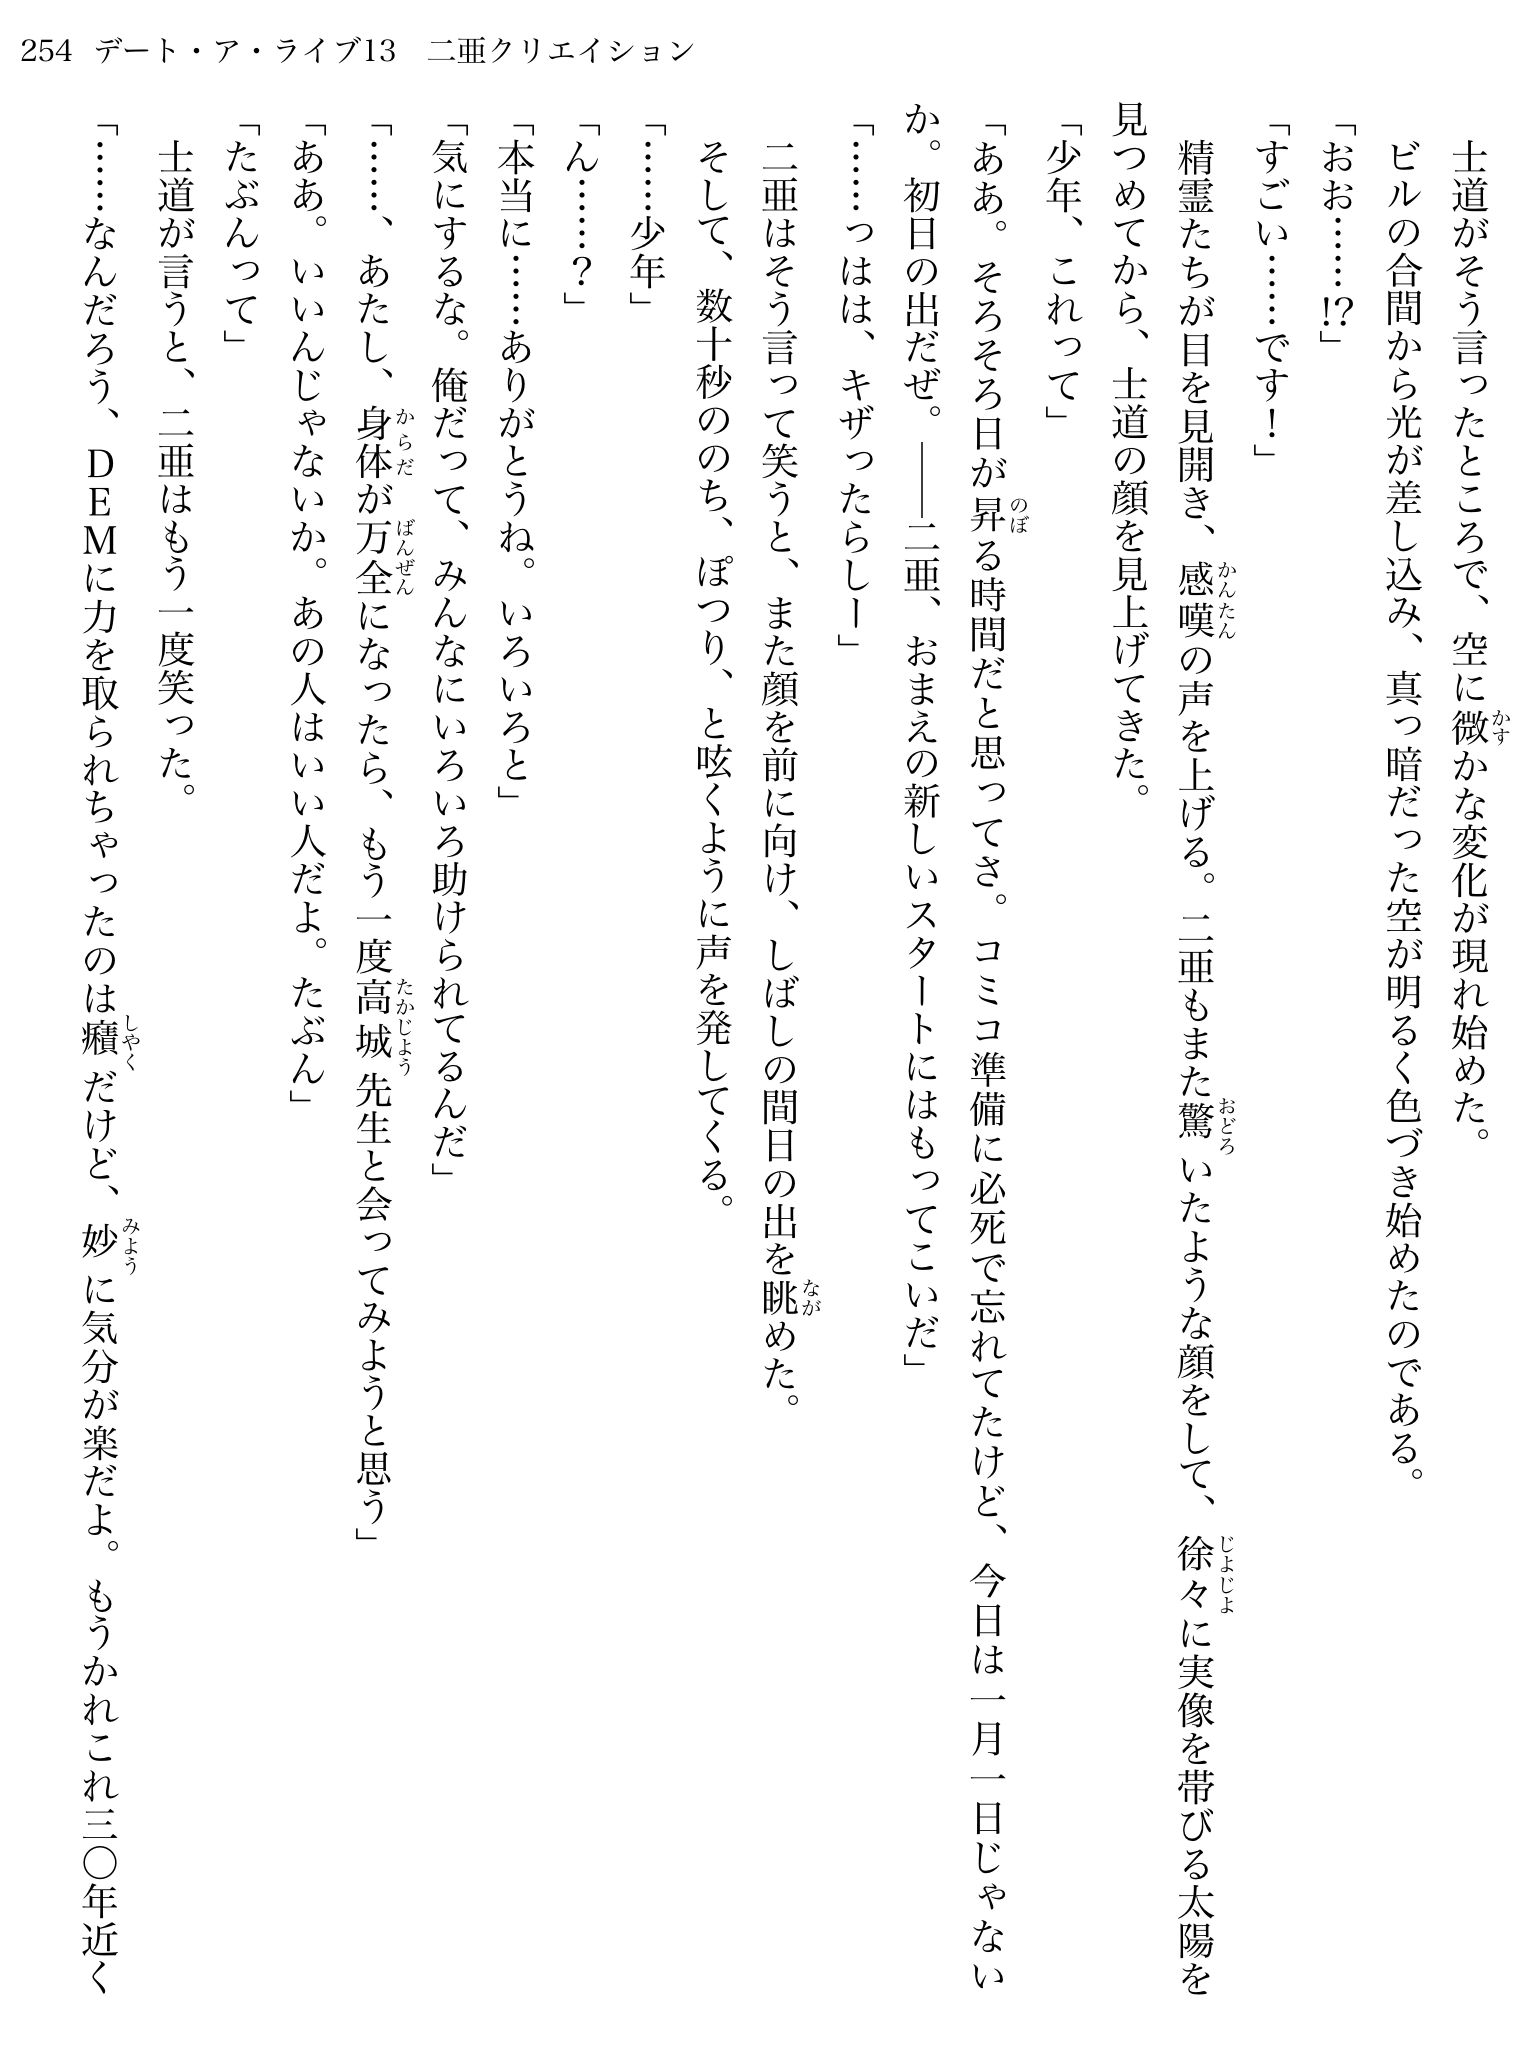 254 デート・ア・ライブ13　二亜クリエイション
　士道がそう言ったところで、空に微かな変化が現れ始めた。
　ビルの合間から光が差し込み、真っ暗だった空が明るく色づき始めたのである。
「おお……!?」
「すごい……です！」
　精霊たちが目を見開き、感嘆の声を上げる。二亜もまた驚いたような顔をして、徐々に実像を帯びる太陽を
見つめてから、士道の顔を見上げてきた。
「少年、これって」
「ああ。そろそろ日が昇る時間だと思ってさ。コミコ準備に必死で忘れてたけど、今日は一月一日じゃない
か。初日の出だぜ。――二亜、おまえの新しいスタートにはもってこいだ」
「……っはは、キザったらしー」
　二亜はそう言って笑うと、また顔を前に向け、しばしの間日の出を眺めた。
　そして、数十秒ののち、ぽつり、と呟くように声を発してくる。
「……少年」
「ん……？」
「本当に……ありがとうね。いろいろと」
「気にするな。俺だって、みんなにいろいろ助けられてるんだ」
「……、あたし、身体が万全になったら、もう一度高城先生と会ってみようと思う」
「ああ。いいんじゃないか。あの人はいい人だよ。たぶん」
「たぶんって」
　士道が言うと、二亜はもう一度笑った。
「……なんだろう、DEMに力を取られちゃったのは癪だけど、妙に気分が楽だよ。もうかれこれ三〇年近く